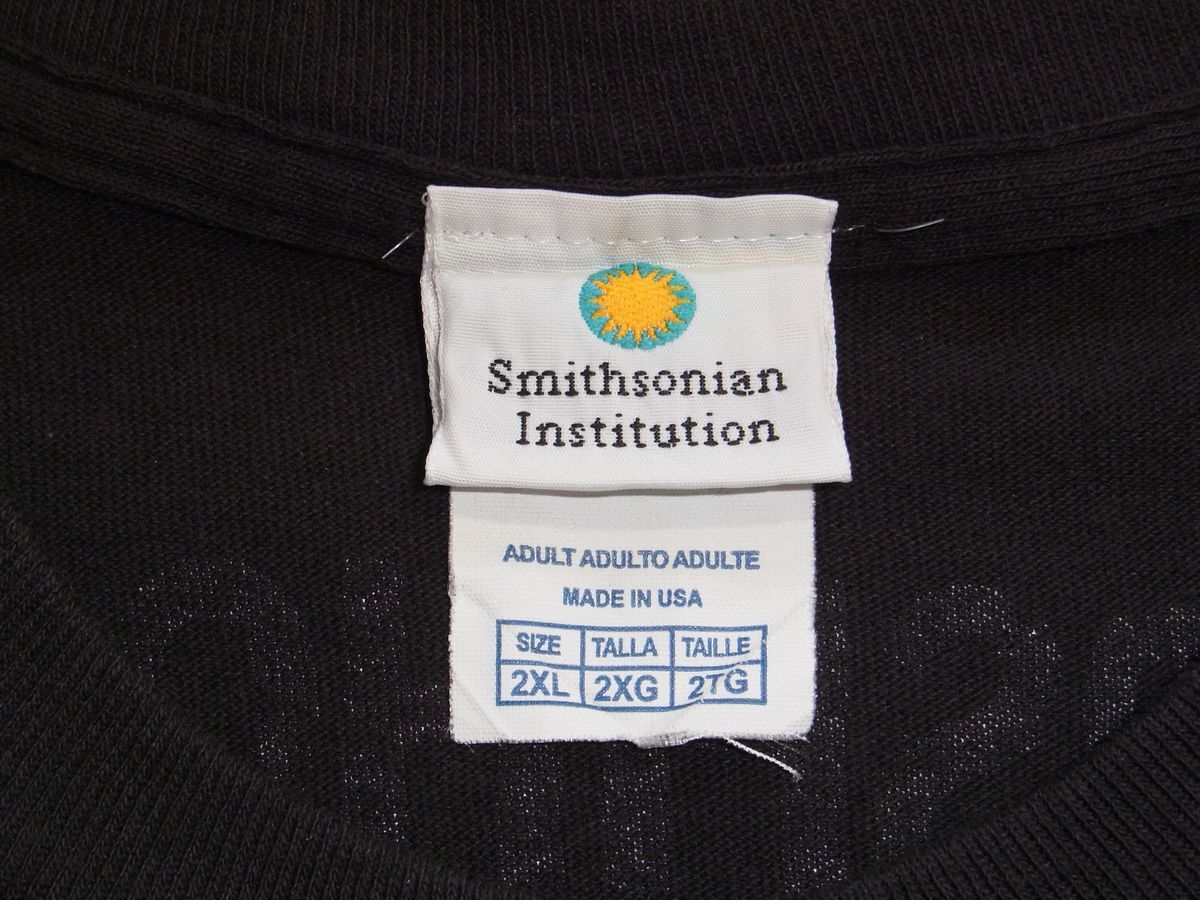 Smithsonian
Institution
ADULT ADULTO ADULTE
MADE IN USA
SIZE TALLA TAILLE
2XL 2XG 2TG